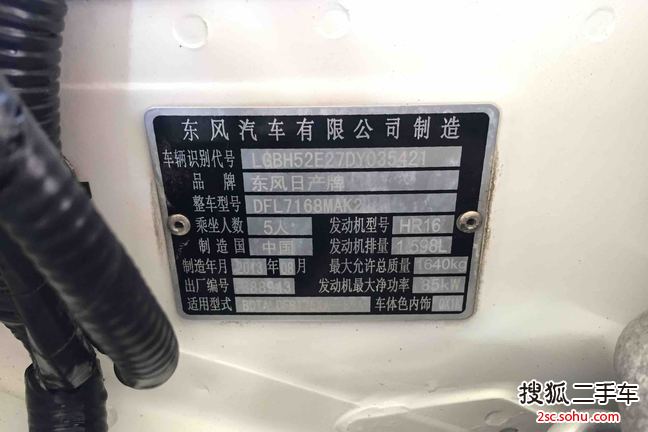 东风汽车有限公司制造
车辆识别代号 LGBH52E27DY035421
品牌 东风日产牌
整车型号 DFL7168MAK2
乘坐人数 5人 发动机型号 HR16
制造国 中国 发动机排量 1.598L
制造年月 2013年08月 最大允许总质量 1640kg
出厂编号 发动机最大净功率 85kW
适用型式 车体色内饰
搜狐二手车
2sc.sohu.com